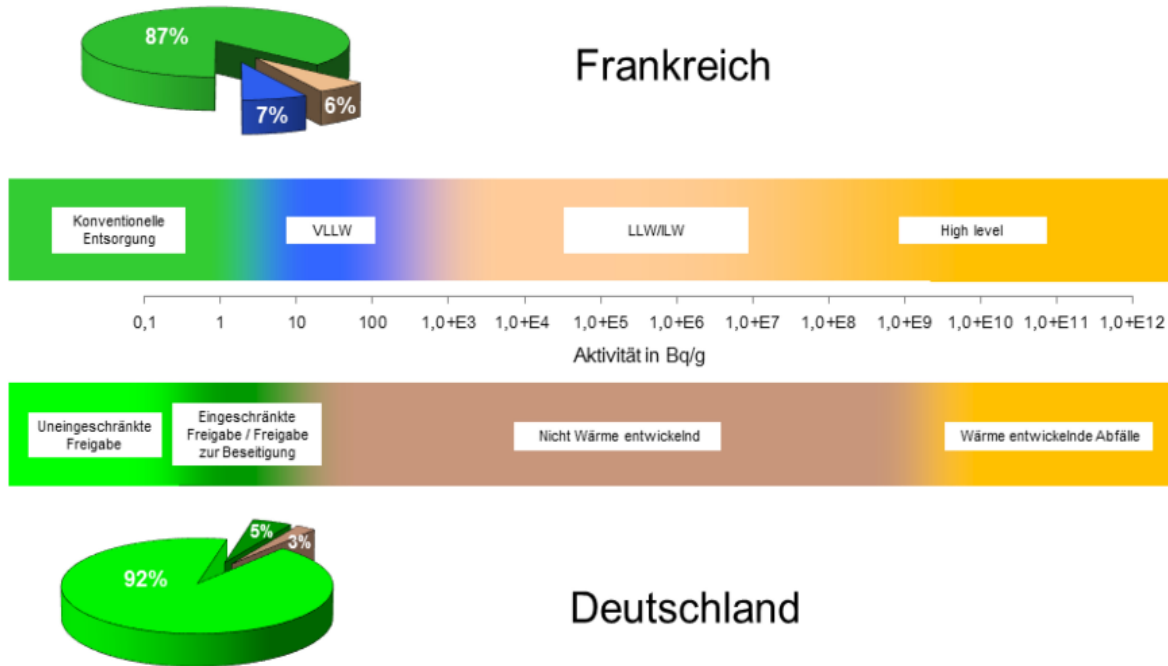 87%
7%
6%
Frankreich
Konventionelle
Entsorgung
VLLW
LLW/ILW
High level
0,1 1 10 100 1,0+E3 1,0+E4 1,0+E5 1,0+E6 1,0+E7 1,0+E8 1,0+E9 1,0+E10 1,0+E11 1,0+E12
Aktivität in Bq/g
Uneingeschränkte
Freigabe
Eingeschränkte
Freigabe / Freigabe
zur Beseitigung
Nicht Wärme entwickelnd
Wärme entwickelnde Abfälle
5%
3%
92%
Deutschland